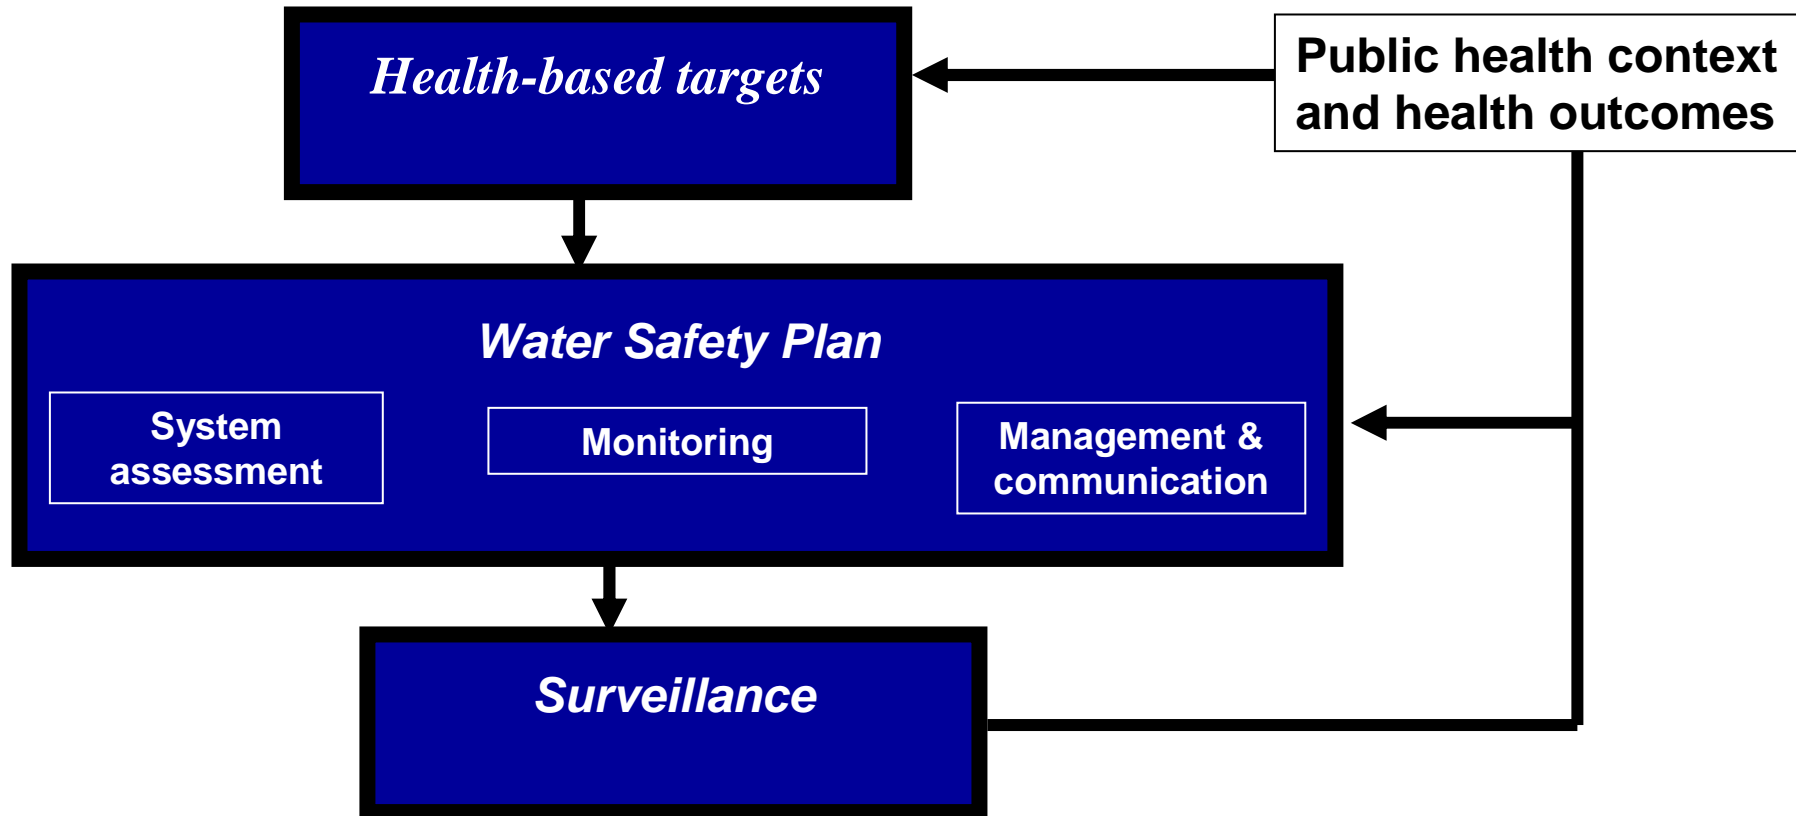 Health-based targets
Public health context
and health outcomes
Water Safety Plan
System
assessment
Monitoring
Management &
communication
Surveillance